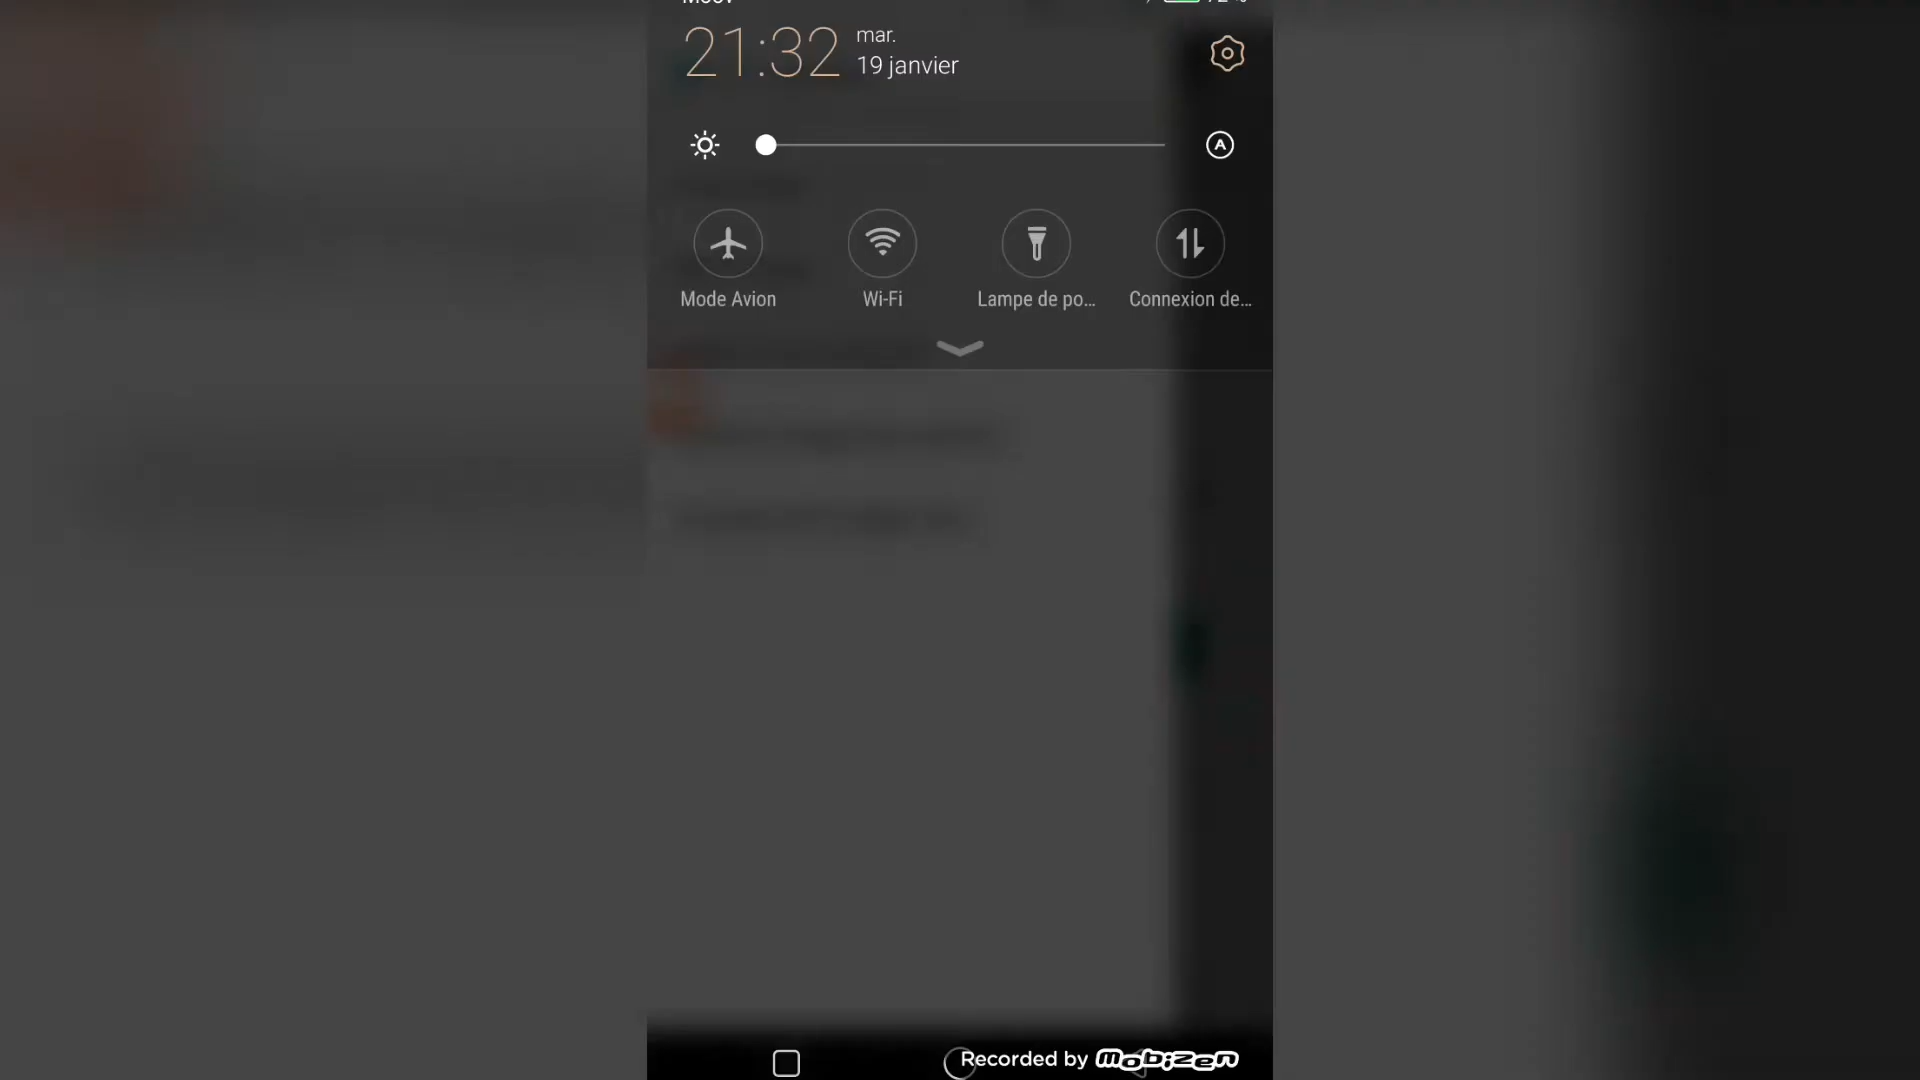 21:32
mar.
19 janvier
A
Mode Avion
Wi-Fi
Lampe de po...
Connexion de...
Recorded by mobizen